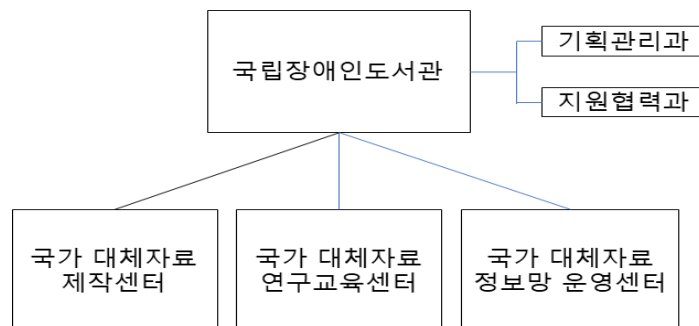 국립장애인도서관
기획관리과
지원협력과
국가 대체자료
제작센터
국가 대체자료
연구교육센터
국가 대체자료
정보망 운영센터